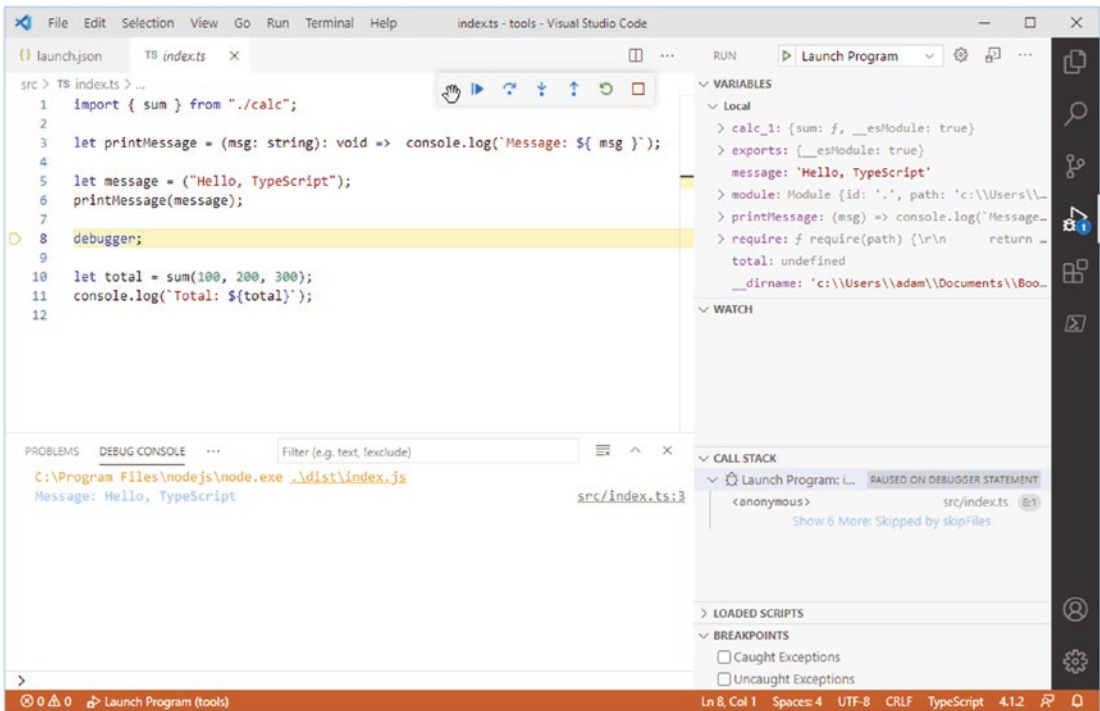 File Edit Selection View Go Run Terminal Help index.ts - tools - Visual Studio Code
{} launch.json TS index.ts
src > TS index.ts > ...
1 import { sum } from "./calc";
2
3 let printMessage = (msg: string): void => console.log(`Message: ${ msg }`);
4
5 let message = ("Hello, TypeScript");
6 printMessage(message);
7
8 debugger;
9
10 let total = sum(100, 200, 300);
11 console.log(`Total: ${total}`);
12
PROBLEMS DEBUG CONSOLE ... Filter (e.g. text, !exclude)
C:\Program Files\nodejs\node.exe .\dist\index.js
Message: Hello, TypeScript src/index.ts:3
>
RUN Launch Program ...
VARIABLES
Local
> calc_1: {sum: ƒ, __esModule: true}
> exports: {__esModule: true}
message: 'Hello, TypeScript'
> module: Module {id: '.', path: 'c:\\Users\\…
> printMessage: (msg) => console.log(`Message…
> require: ƒ require(path) {\r\n return …
total: undefined
__dirname: 'c:\\Users\\adam\\Documents\\Boo…
WATCH
CALL STACK
Launch Program: i... PAUSED ON DEBUGGER STATEMENT
<anonymous> src/index.ts 8:1
Show 6 More: Skipped by skipFiles
> LOADED SCRIPTS
BREAKPOINTS
Caught Exceptions
Uncaught Exceptions
1
0 0 Launch Program (tools) Ln 8, Col 1 Spaces: 4 UTF-8 CRLF TypeScript 4.1.2